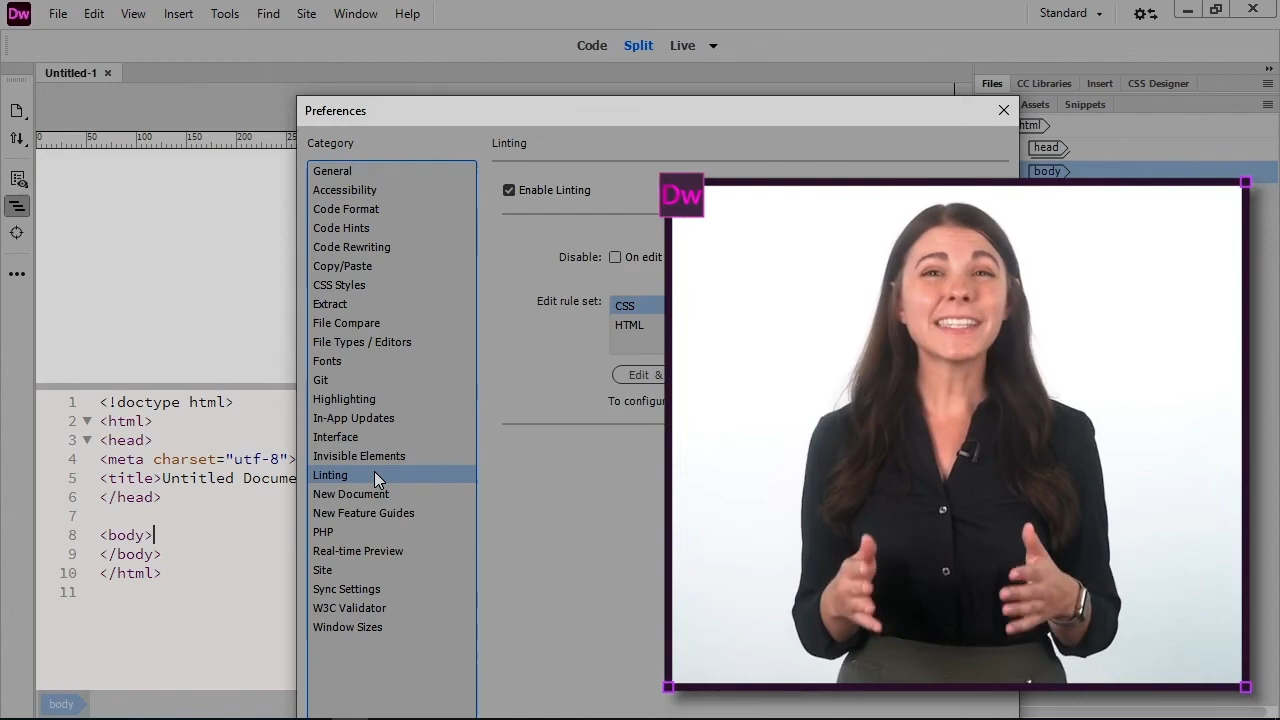 Dw File Edit View Insert Tools Find Site Window Help Standard
Code Split Live
Untitled-1
Files CC Libraries Insert CSS Designer
Assets Snippets
0 50 100 150 200
Preferences
Category
Linting
General
Accessibility
Code Format
Code Hints
Code Rewriting
Copy/Paste
CSS Styles
Extract
File Compare
File Types / Editors
Fonts
Git
Highlighting
In-App Updates
Interface
Invisible Elements
Linting
New Document
New Feature Guides
PHP
Real-time Preview
Site
Sync Settings
W3C Validator
Window Sizes
Enable Linting
Disable: On edit
Edit rule set: CSS
HTML
Edit &
To
head
body
Dw
1 <!doctype html>
2 <html>
3 <head>
4 <meta charset="utf-8">
5 <title>Untitled Docume
6 </head>
7
8 <body>
9 </body>
10 </html>
11
body